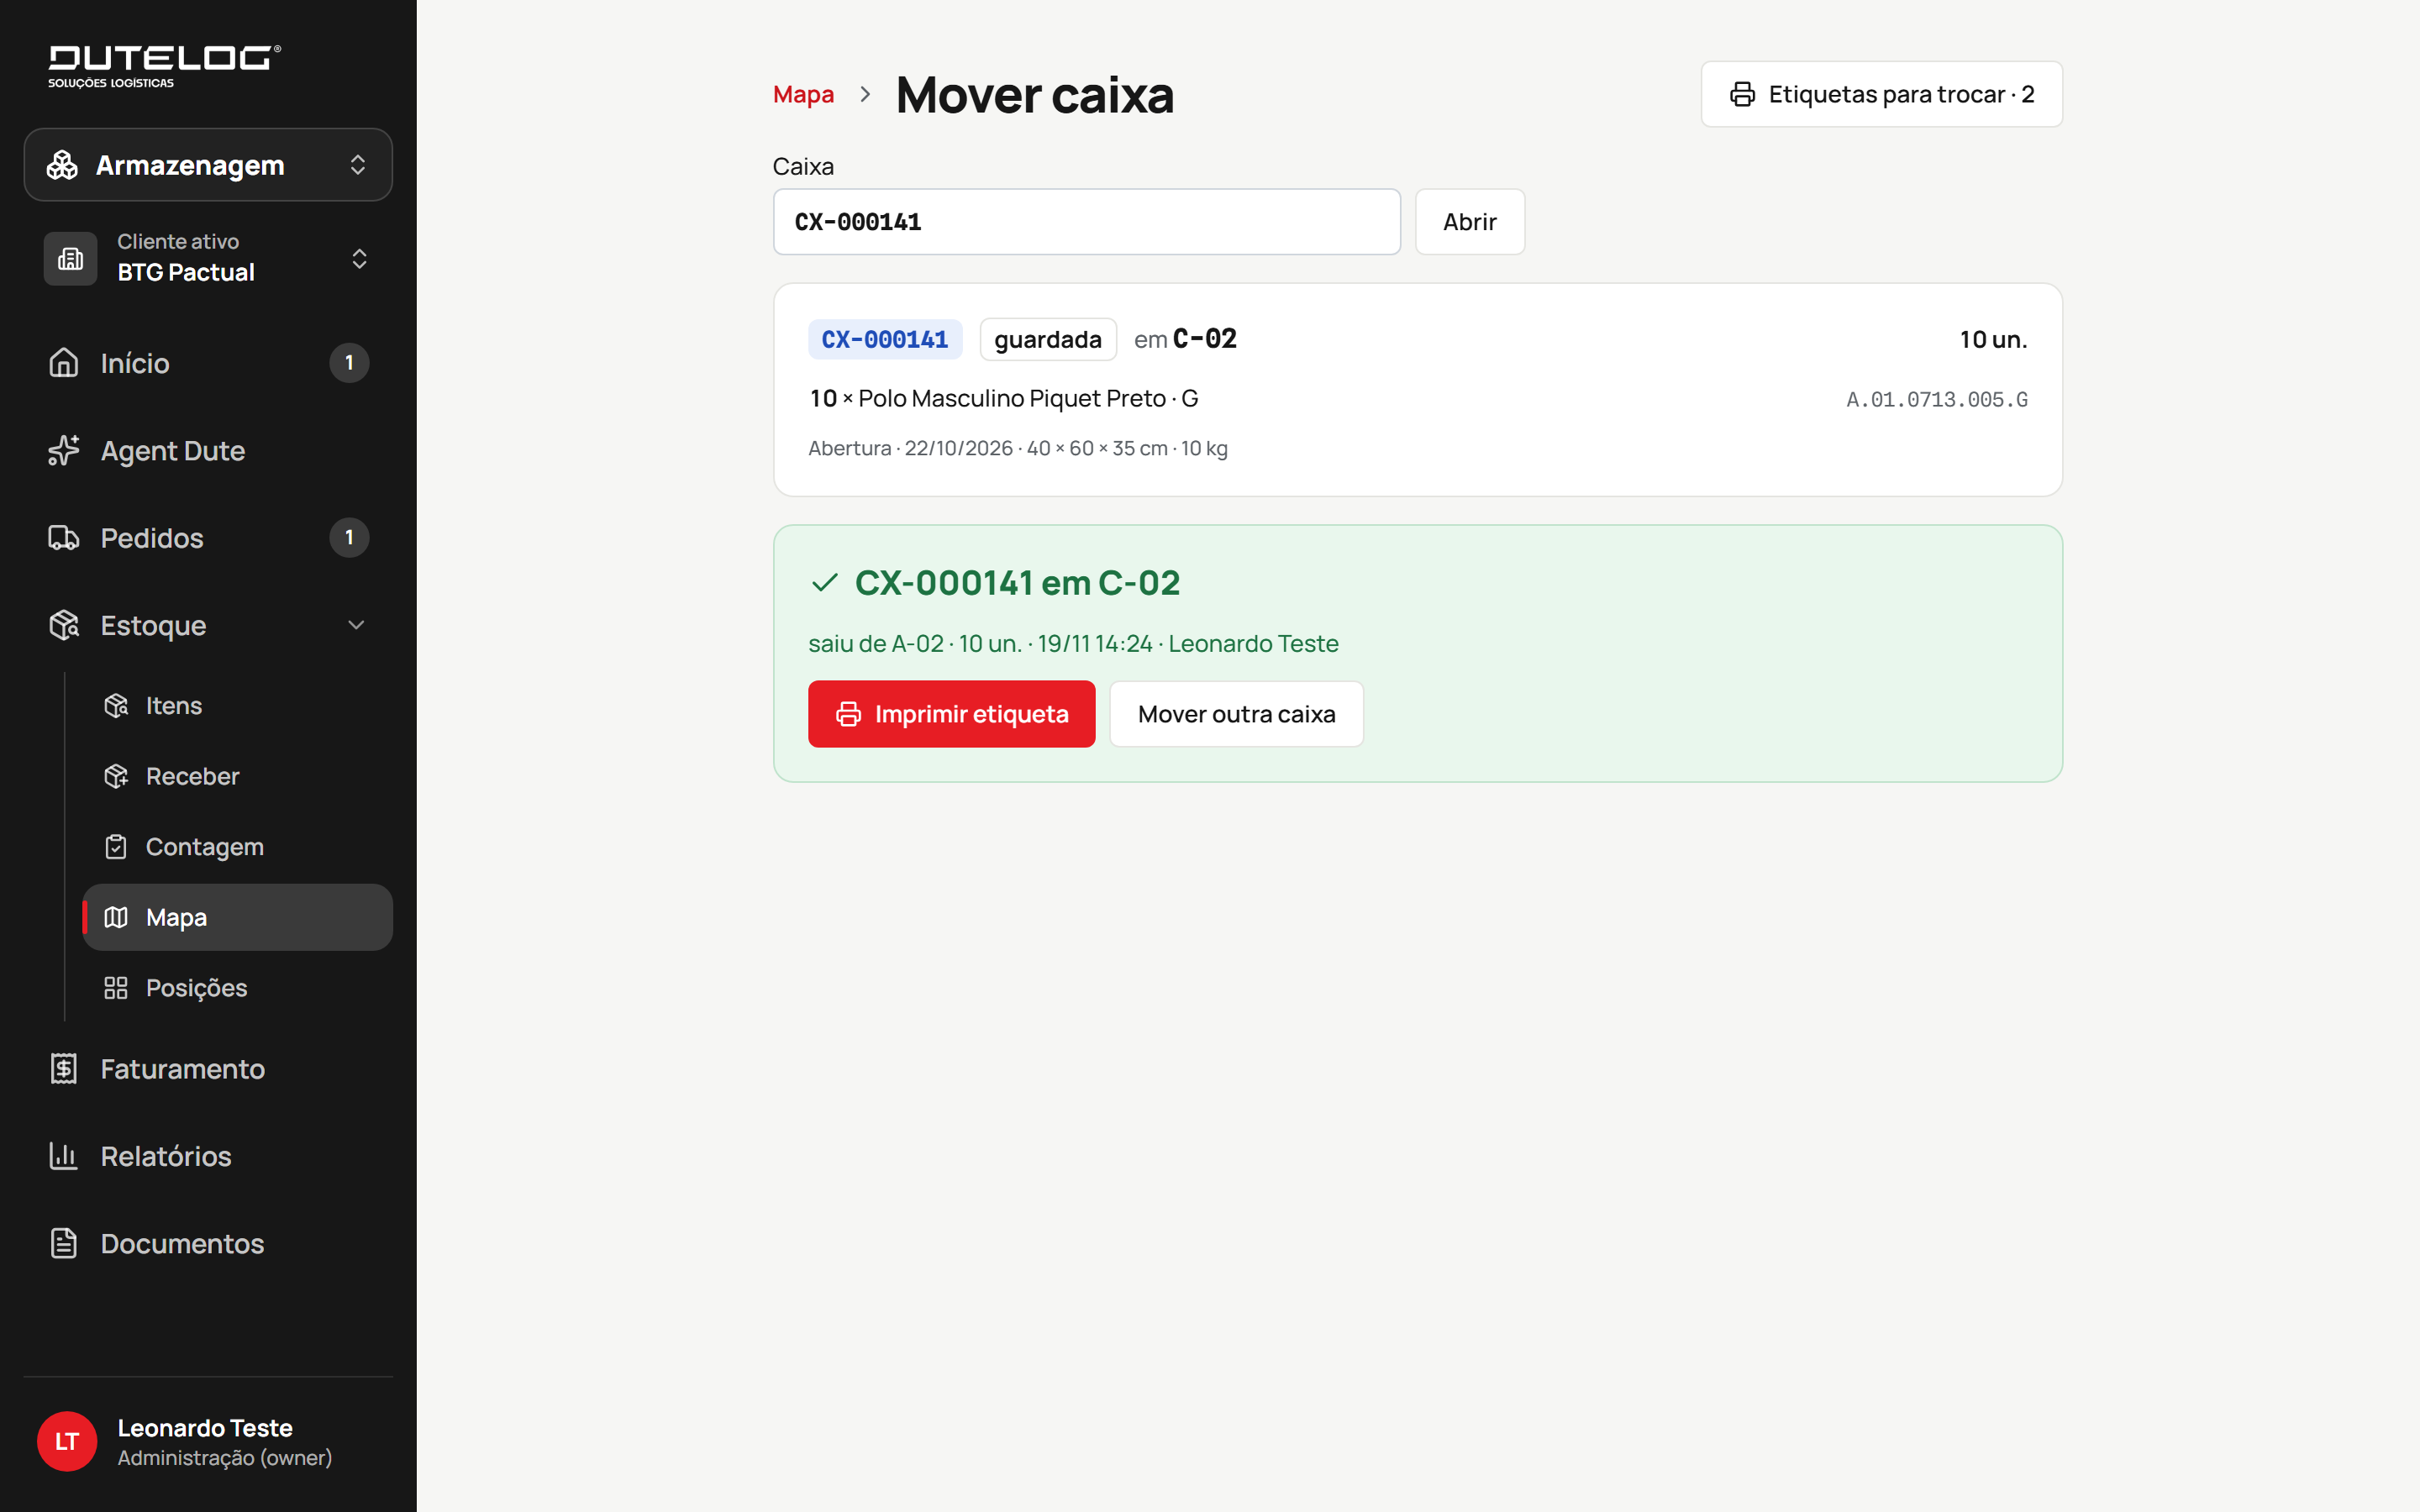 DUTELOG®
SOLUÇÕES LOGÍSTICAS
Armazenagem
Cliente ativo
BTG Pactual
Início 1
Agent Dute
Pedidos 1
Estoque
Itens
Receber
Contagem
Mapa
Posições
Faturamento
Relatórios
Documentos
LT
Leonardo Teste
Administração (owner)
Mapa > Mover caixa
Etiquetas para trocar · 2
Caixa
CX-000141
Abrir
CX-000141 guardada em C-02 10 un.
10 × Polo Masculino Piquet Preto · G A.01.0713.005.G
Abertura · 22/10/2026 · 40 × 60 × 35 cm · 10 kg
CX-000141 em C-02
saiu de A-02 · 10 un. · 19/11 14:24 · Leonardo Teste
Imprimir etiqueta
Mover outra caixa